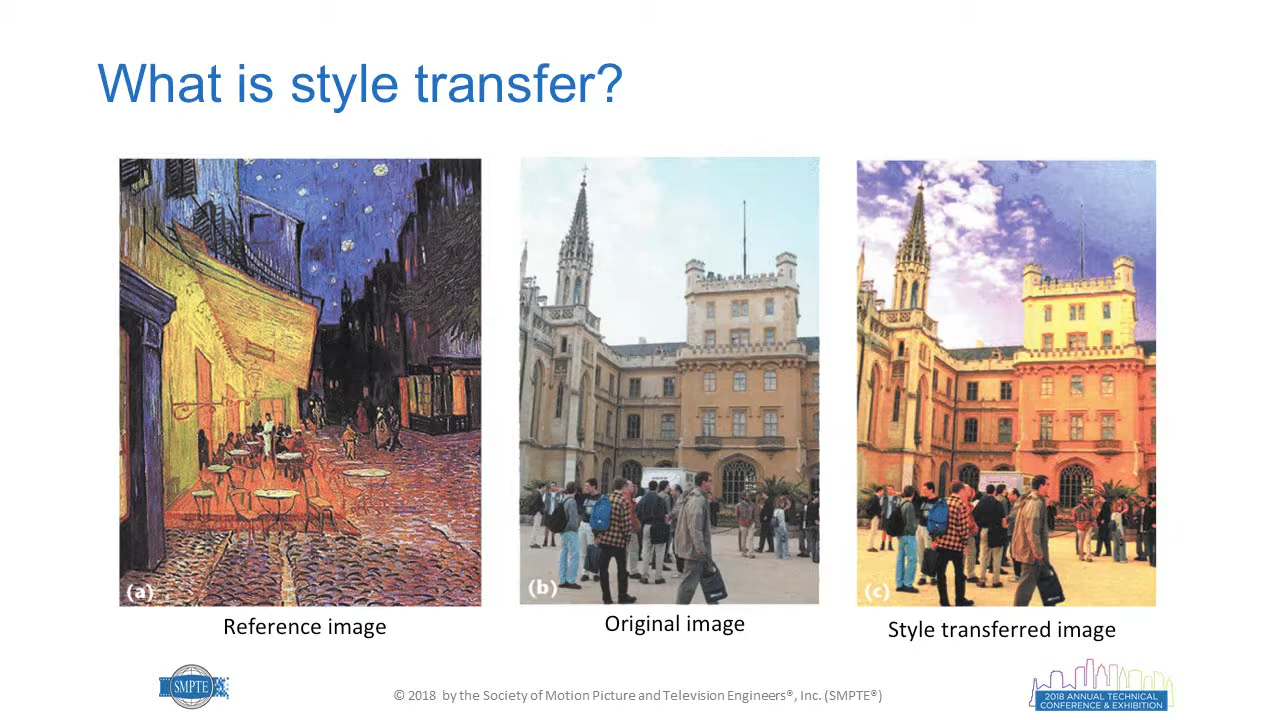 What is style transfer?
(a)
(b)
(c)
Reference image
Original image
Style transferred image
SMPTE
© 2018 by the Society of Motion Picture and Television Engineers®, Inc. (SMPTE®)
2018 ANNUAL TECHNICAL
CONFERENCE & EXHIBITION